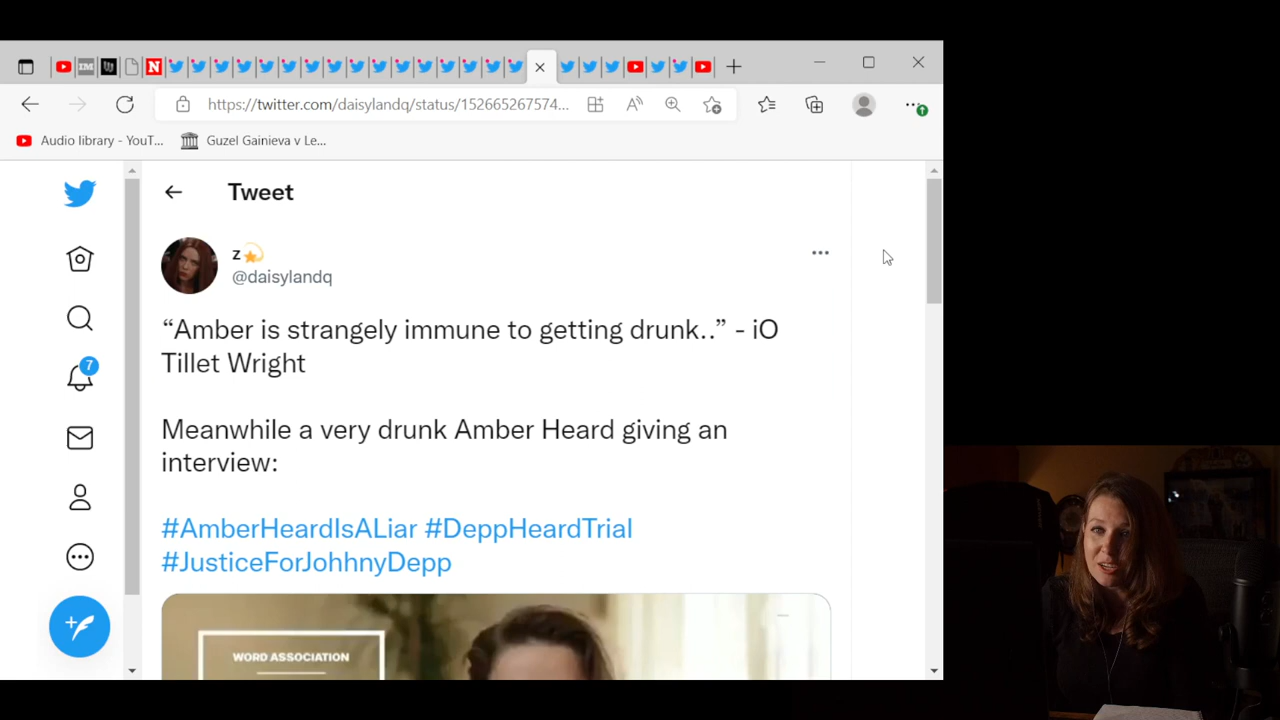 https://twitter.com/daisylandq/status/152665267574...
Audio library - YouT... Guzel Gainieva v Le...
Tweet
z
@daisylandq
“Amber is strangely immune to getting drunk..” - iO
Tillet Wright
Meanwhile a very drunk Amber Heard giving an
interview:
#AmberHeardIsALiar #DeppHeardTrial
#JusticeForJohhnyDepp
7
WORD ASSOCIATION